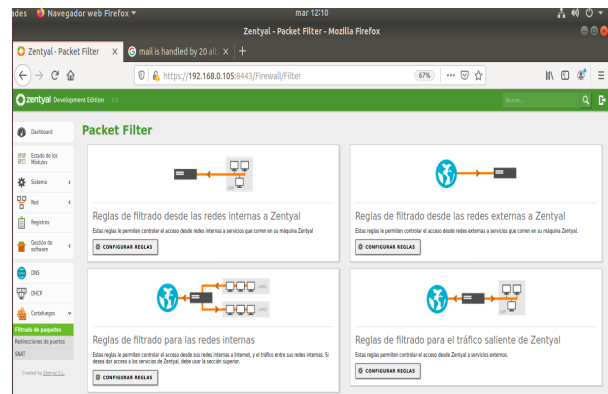 ades Navegador web Firefox ▾ mar 12:10
Zentyal - Packet Filter - Mozilla Firefox
Zentyal - Packet Filter × mail is handled by 20 alt × +
https://192.168.0.105:8443/Firewall/Filter 67%
zentyal Development Edition Buscar...
Dashboard
Packet Filter
Estado de los
Módulos
Sistema
Red
Registros
Gestión de
software
DNS
DHCP
Cortafuegos
Filtrado de paquetes
Redirecciones de puertos
SNAT
Created by Zentyal S.L.
Reglas de filtrado desde las redes internas a Zentyal
Estas reglas le permiten controlar el acceso desde redes internas a servicios que corren en su máquina Zentyal
CONFIGURAR REGLAS
Reglas de filtrado desde las redes externas a Zentyal
Estas reglas le permiten controlar el acceso desde redes externas a servicios que corren en su máquina Zentyal.
CONFIGURAR REGLAS
Reglas de filtrado para las redes internas
Estas reglas le permiten controlar el acceso desde sus redes internas a Internet, y el tráfico entre sus redes internas. Si
desea dar acceso a los servicios de Zentyal, debe usar la sección superior.
CONFIGURAR REGLAS
Reglas de filtrado para el tráfico saliente de Zentyal
Estas reglas permiten controlar el acceso desde Zentyal a servicios externos.
CONFIGURAR REGLAS